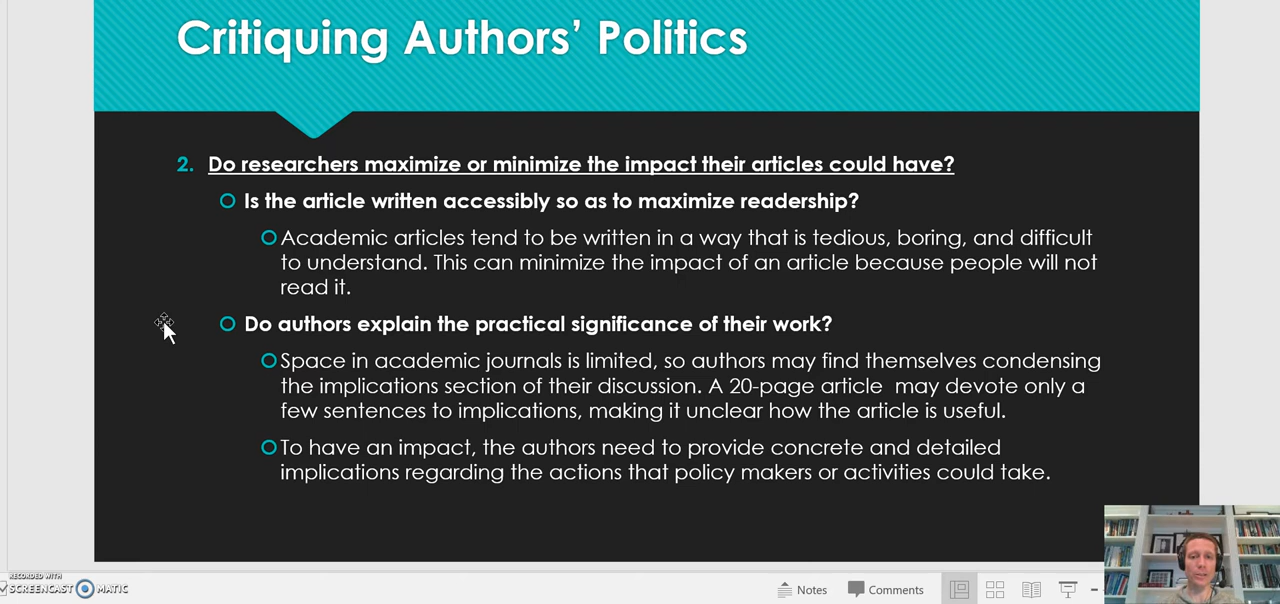 Critiquing Authors' Politics
2. Do researchers maximize or minimize the impact their articles could have?
Is the article written accessibly so as to maximize readership?
Academic articles tend to be written in a way that is tedious, boring, and difficult
to understand. This can minimize the impact of an article because people will not
read it.
Do authors explain the practical significance of their work?
Space in academic journals is limited, so authors may find themselves condensing
the implications section of their discussion. A 20-page article may devote only a
few sentences to implications, making it unclear how the article is useful.
To have an impact, the authors need to provide concrete and detailed
implications regarding the actions that policy makers or activities could take.
RECORDED WITH
SCREENCAST MATIC
Notes
Comments